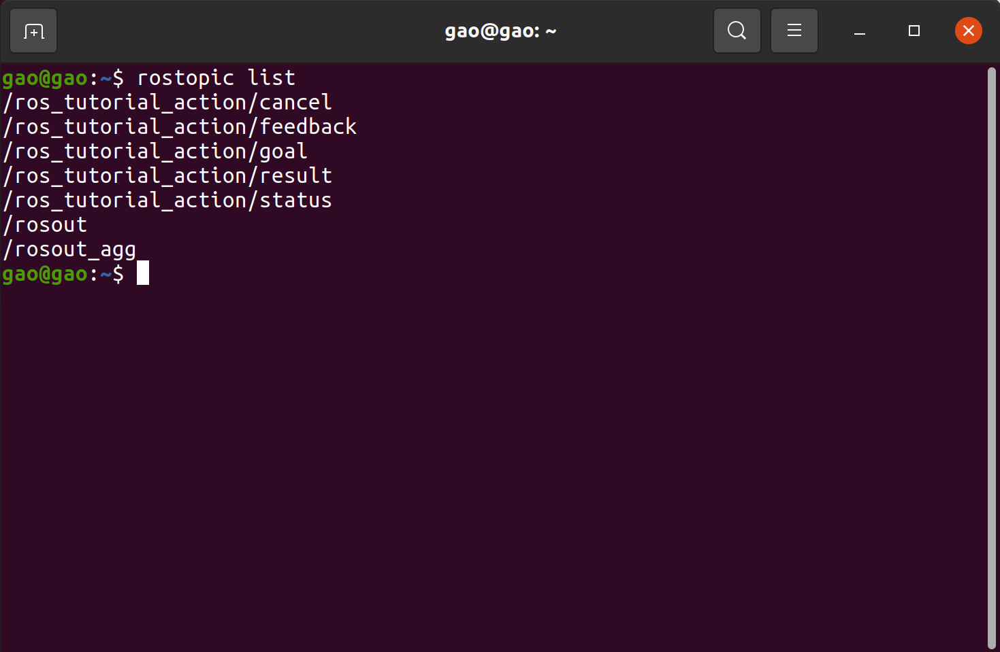 gao@gao: ~
gao@gao:~$ rostopic list
/ros_tutorial_action/cancel
/ros_tutorial_action/feedback
/ros_tutorial_action/goal
/ros_tutorial_action/result
/ros_tutorial_action/status
/rosout
/rosout_agg
gao@gao:~$